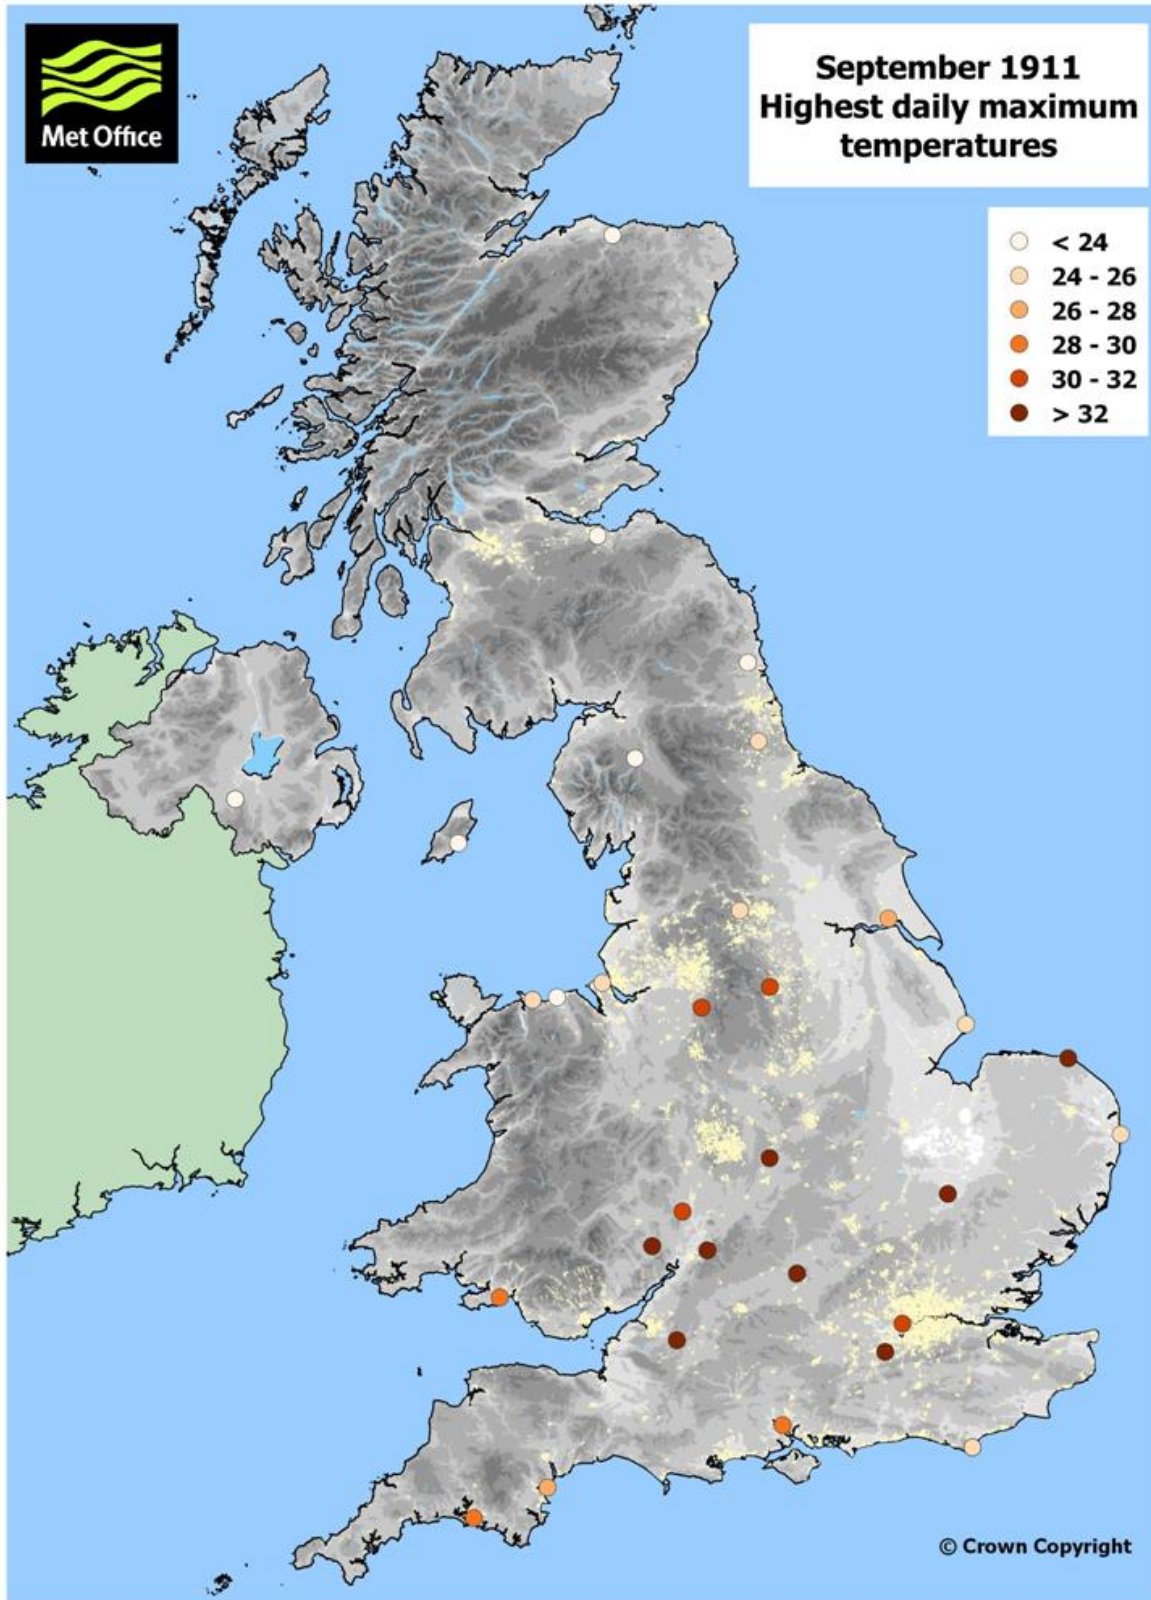 Met Office
September 1911
Highest daily maximum
temperatures
< 24
24 - 26
26 - 28
28 - 30
30 - 32
> 32
© Crown Copyright